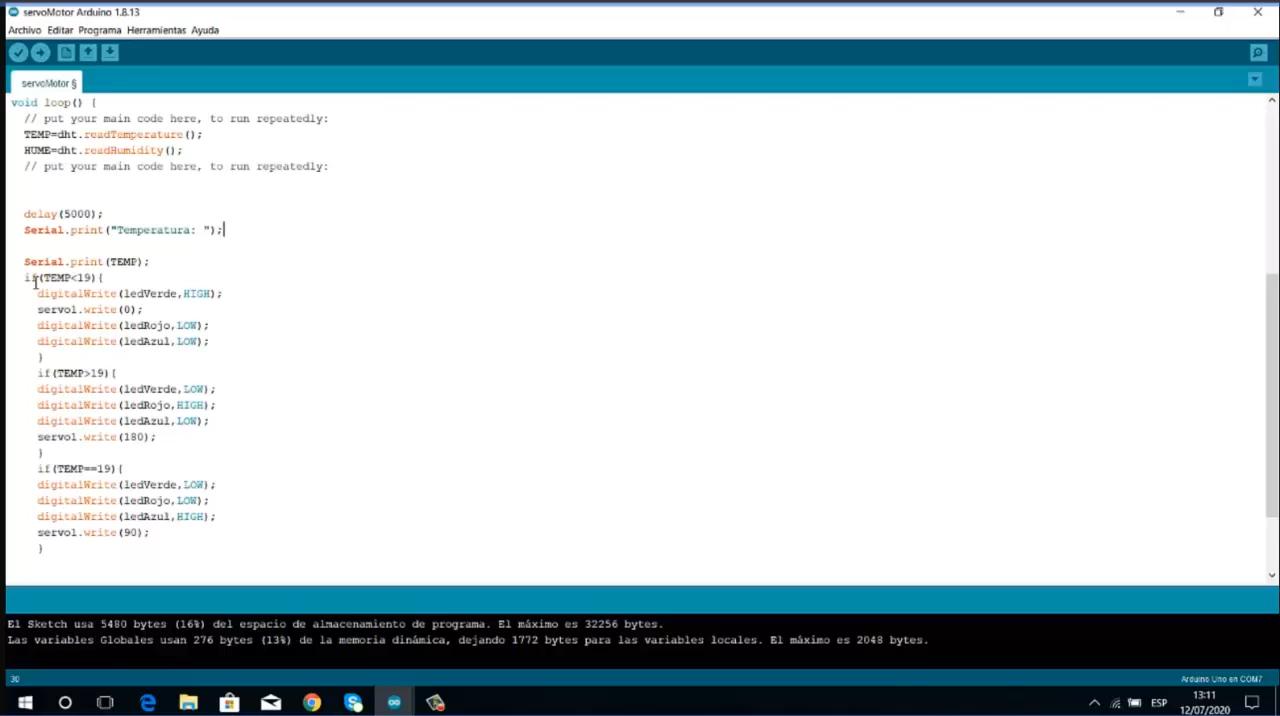 servoMotor Arduino 1.8.13
Archivo Editar Programa Herramientas Ayuda
servoMotor §
void loop() {
// put your main code here, to run repeatedly:
TEMP=dht.readTemperature();
HUME=dht.readHumidity();
// put your main code here, to run repeatedly:
delay(5000);
Serial.print("Temperatura: ");
Serial.print(TEMP);
if(TEMP<19){
digitalWrite(ledVerde,HIGH);
servo1.write(0);
digitalWrite(ledRojo,LOW);
digitalWrite(ledAzul,LOW);
}
if(TEMP>19){
digitalWrite(ledVerde,LOW);
digitalWrite(ledRojo,HIGH);
digitalWrite(ledAzul,LOW);
servo1.write(180);
}
if(TEMP==19){
digitalWrite(ledVerde,LOW);
digitalWrite(ledRojo,LOW);
digitalWrite(ledAzul,HIGH);
servo1.write(90);
}
El Sketch usa 5480 bytes (16%) del espacio de almacenamiento de programa. El máximo es 32256 bytes.
Las variables Globales usan 276 bytes (13%) de la memoria dinámica, dejando 1772 bytes para las variables locales. El máximo es 2048 bytes.
30 Arduino Uno en COM7
ESP 13:11
12/07/2020